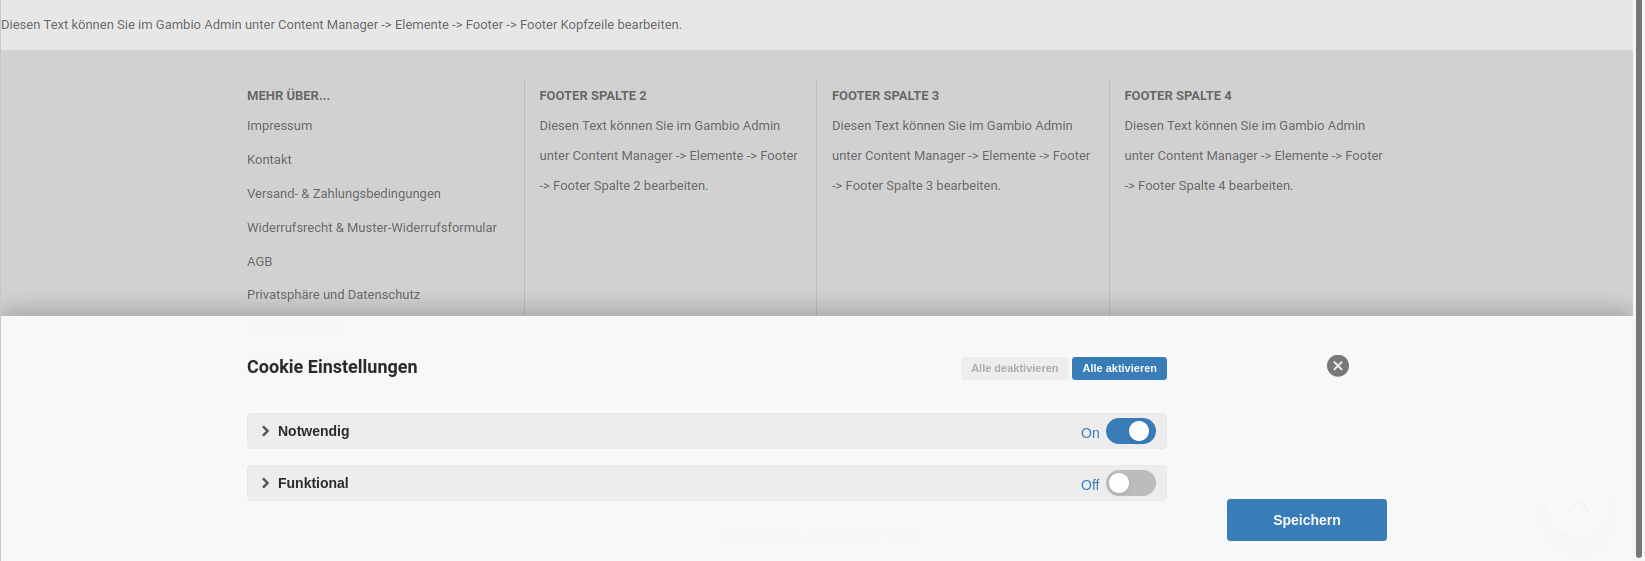 Diesen Text können Sie im Gambio Admin unter Content Manager -> Elemente -> Footer -> Footer Kopfzeile bearbeiten.
MEHR ÜBER...
Impressum
Kontakt
Versand- & Zahlungsbedingungen
Widerrufsrecht & Muster-Widerrufsformular
AGB
Privatsphäre und Datenschutz
FOOTER SPALTE 2
Diesen Text können Sie im Gambio Admin
unter Content Manager -> Elemente -> Footer
-> Footer Spalte 2 bearbeiten.
FOOTER SPALTE 3
Diesen Text können Sie im Gambio Admin
unter Content Manager -> Elemente -> Footer
-> Footer Spalte 3 bearbeiten.
FOOTER SPALTE 4
Diesen Text können Sie im Gambio Admin
unter Content Manager -> Elemente -> Footer
-> Footer Spalte 4 bearbeiten.
Cookie Einstellungen
Alle deaktivieren
Alle aktivieren
Notwendig
On
Funktional
Off
Speichern